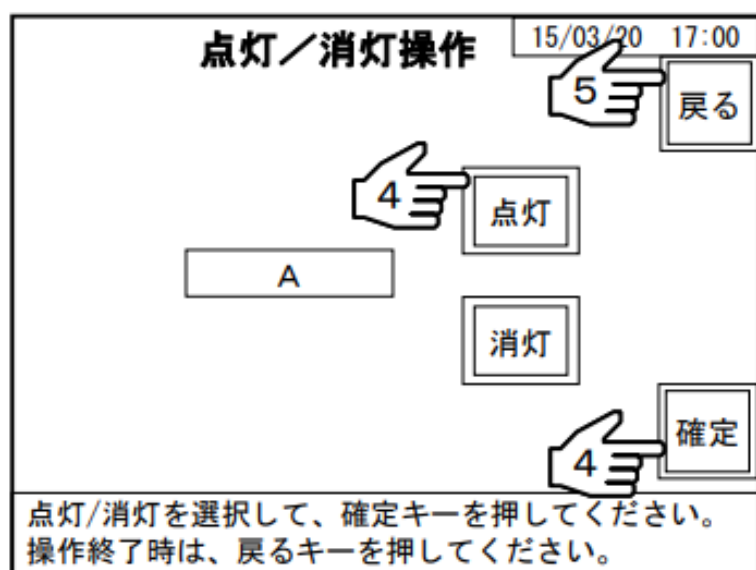 点灯／消灯操作
15/03/20 17:00
5
戻る
4
点灯
A
消灯
確定
4
点灯/消灯を選択して、確定キーを押してください。
操作終了時は、戻るキーを押してください。